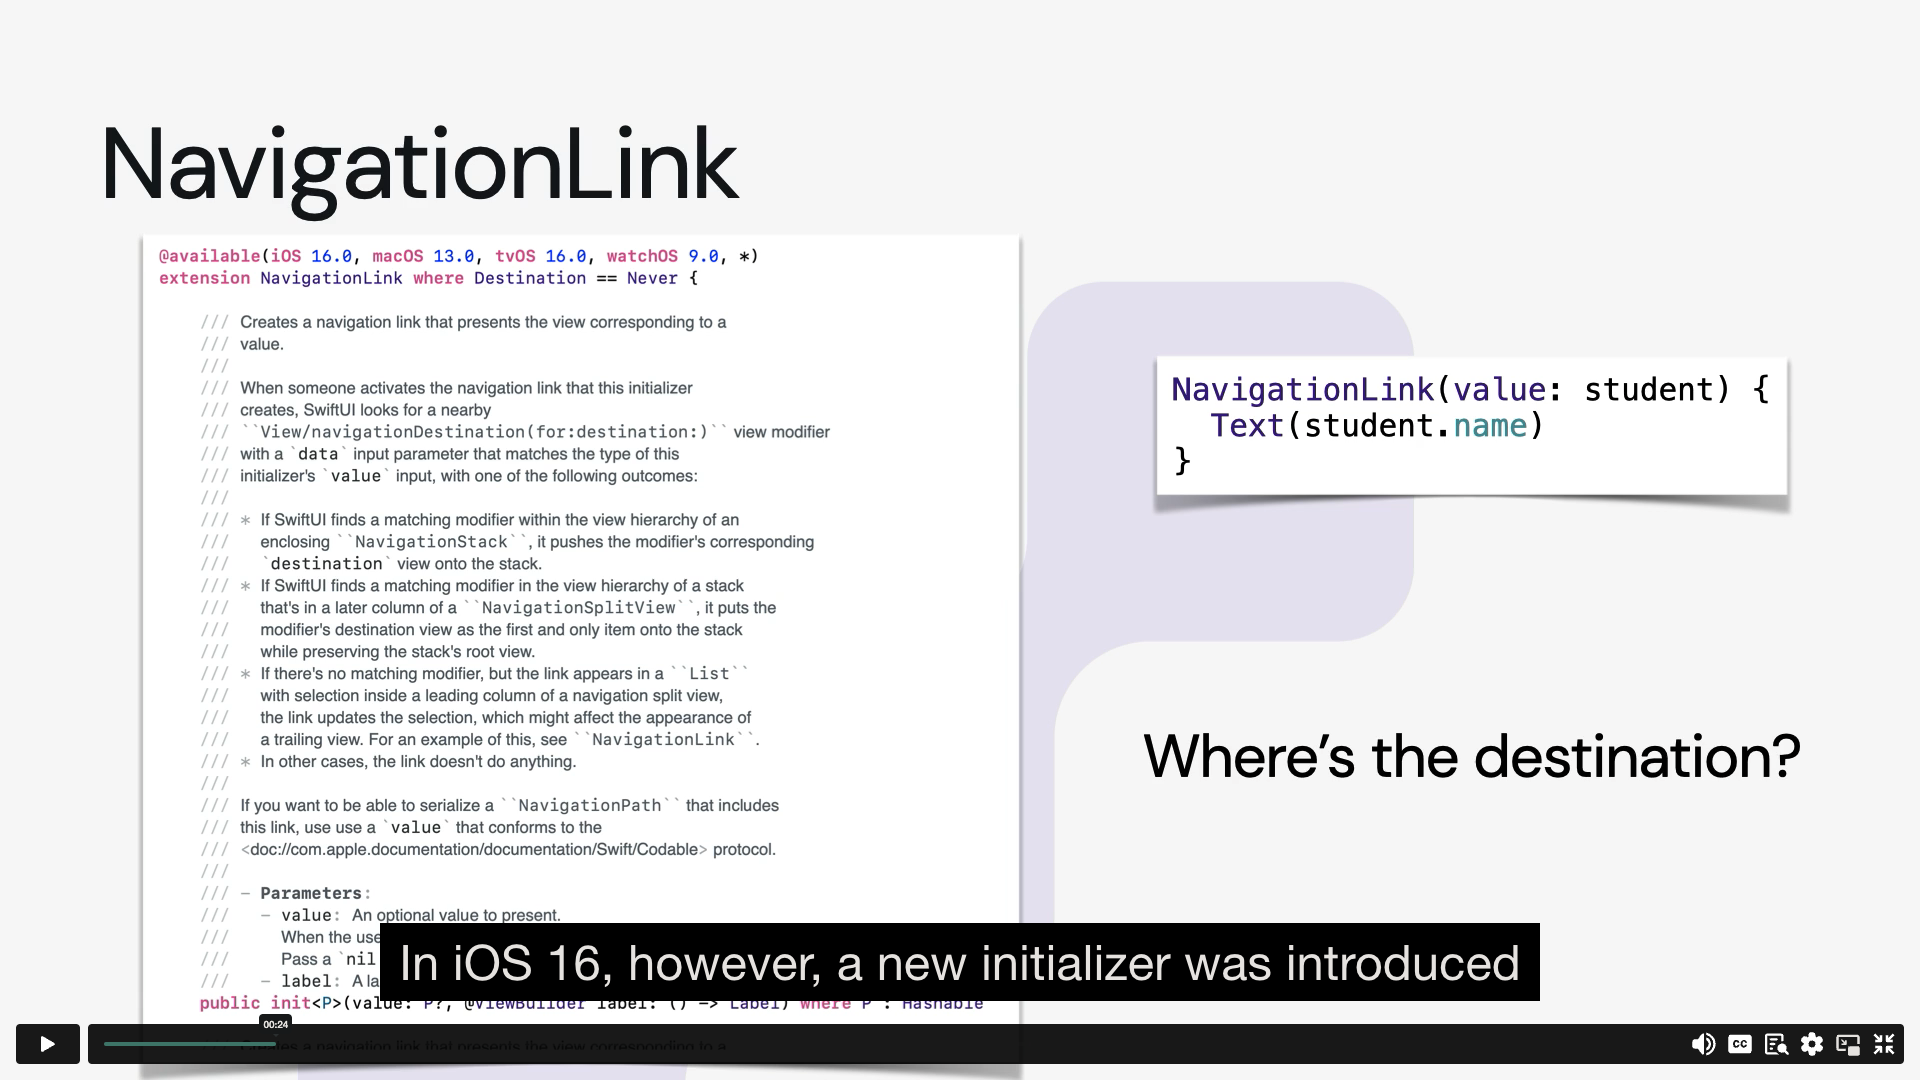 NavigationLink
@available(iOS 16.0, macOS 13.0, tvOS 16.0, watchOS 9.0, *)
extension NavigationLink where Destination == Never {
/// Creates a navigation link that presents the view corresponding to a
/// value.
///
/// When someone activates the navigation link that this initializer
/// creates, SwiftUI looks for a nearby
/// ``View/navigationDestination(for:destination:)`` view modifier
/// with a `data` input parameter that matches the type of this
/// initializer's `value` input, with one of the following outcomes:
///
/// * If SwiftUI finds a matching modifier within the view hierarchy of an
/// enclosing ``NavigationStack``, it pushes the modifier's corresponding
/// `destination` view onto the stack.
/// * If SwiftUI finds a matching modifier in the view hierarchy of a stack
/// that's in a later column of a ``NavigationSplitView``, it puts the
/// modifier's destination view as the first and only item onto the stack
/// while preserving the stack's root view.
/// * If there's no matching modifier, but the link appears in a ``List``
/// with selection inside a leading column of a navigation split view,
/// the link updates the selection, which might affect the appearance of
/// a trailing view. For an example of this, see ``NavigationLink``.
/// * In other cases, the link doesn't do anything.
///
/// If you want to be able to serialize a ``NavigationPath`` that includes
/// this link, use use a `value` that conforms to the
/// <doc://com.apple.documentation/documentation/Swift/Codable> protocol.
///
/// – Parameters:
/// – value: An optional value to present.
/// When the use
/// Pass a `nil
/// – label: A la
public init<P>(value: P?, @ViewBuilder label: () -> Label) where P : Hashable
Creates a navigation link that presents the view corresponding to a
NavigationLink(value: student) {
Text(student.name)
}
Where's the destination?
In iOS 16, however, a new initializer was introduced
00:24
CC